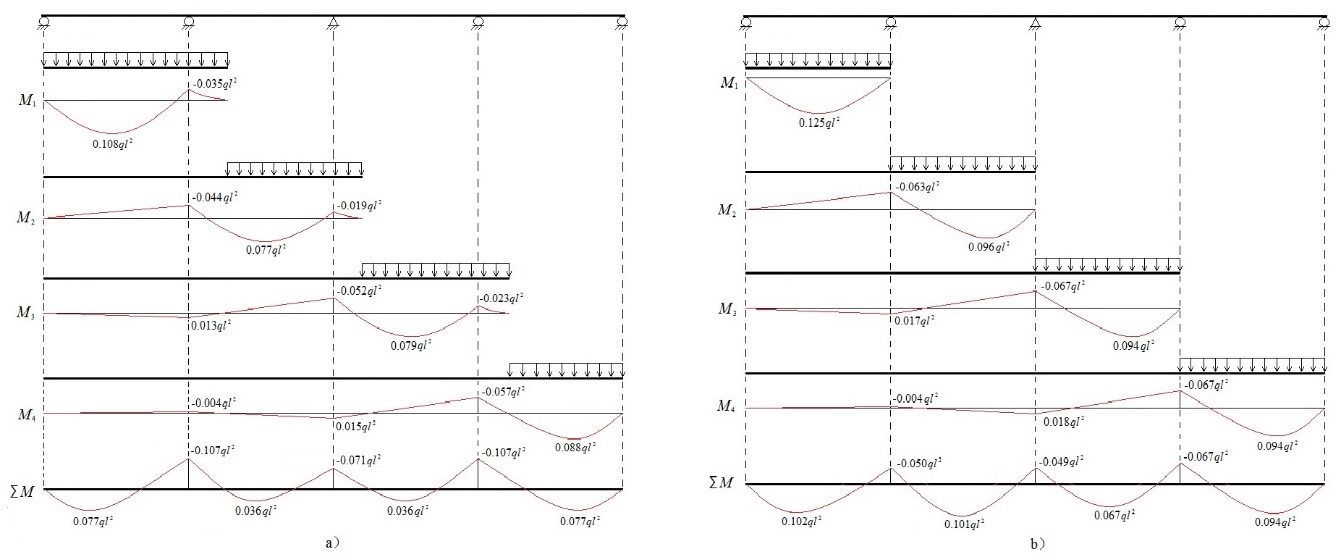 M₁
-0.035ql²
0.108ql²
M₂
-0.044ql²
-0.019ql²
0.077ql²
M₃
0.013ql²
-0.052ql²
-0.023ql²
0.079ql²
M₄
-0.004ql²
0.015ql²
-0.057ql²
0.088ql²
∑M
-0.107ql²
-0.071ql²
-0.107ql²
0.077ql²
0.036ql²
0.036ql²
0.077ql²
a）
M₁
0.125ql²
M₂
-0.063ql²
0.096ql²
M₃
0.017ql²
-0.067ql²
0.094ql²
M₄
-0.004ql²
0.018ql²
-0.067ql²
0.094ql²
∑M
-0.050ql²
-0.049ql²
-0.067ql²
0.102ql²
0.101ql²
0.067ql²
0.094ql²
b）